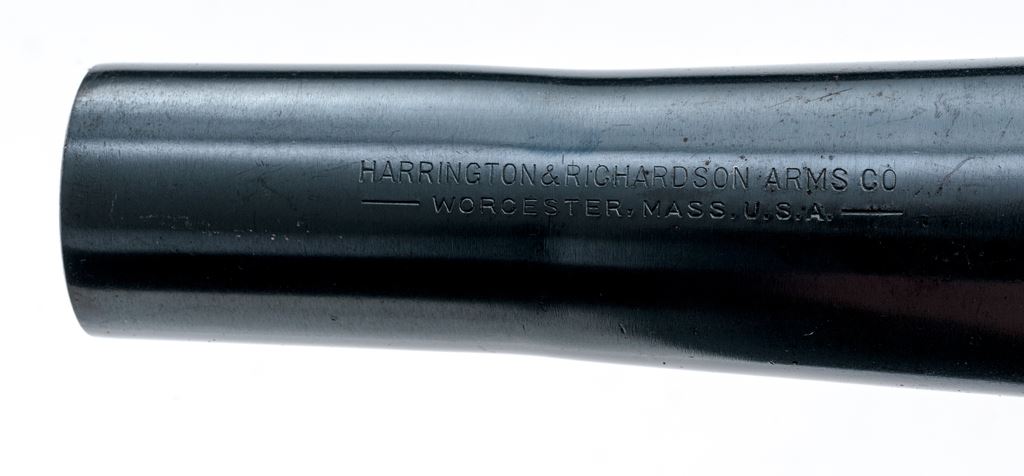 HARRINGTON & RICHARDSON ARMS CO
WORCESTER, MASS. U.S.A.